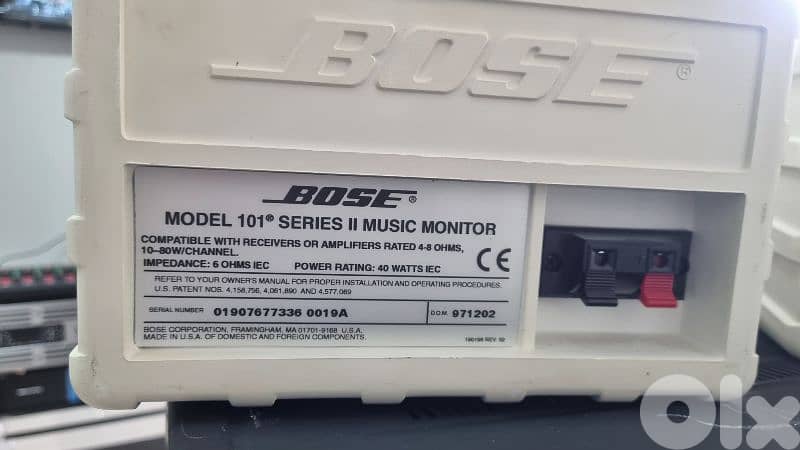 BOSE®
BOSE®
MODEL 101® SERIES II MUSIC MONITOR
COMPATIBLE WITH RECEIVERS OR AMPLIFIERS RATED 4-8 OHMS,
10–80W/CHANNEL.
IMPEDANCE: 6 OHMS IEC POWER RATING: 40 WATTS IEC
CE
REFER TO YOUR OWNER'S MANUAL FOR PROPER INSTALLATION AND OPERATING PROCEDURES.
U.S. PATENT NOS. 4,158,756, 4,061,890 AND 4,577,069
SERIAL NUMBER 01907677336 0019A D.O.M. 971202
BOSE CORPORATION, FRAMINGHAM, MA 01701-9168 U.S.A.
MADE IN U.S.A. OF DOMESTIC AND FOREIGN COMPONENTS.
OLX